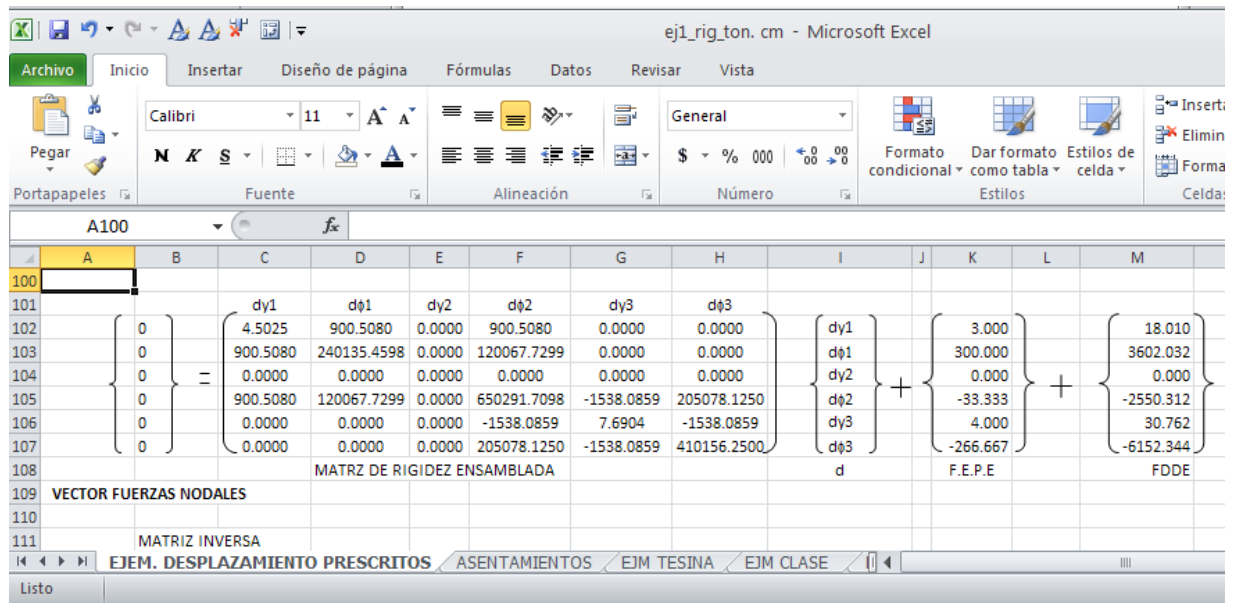 ej1_rig_ton. cm - Microsoft Excel
Archivo Inicio Insertar Diseño de página Fórmulas Datos Revisar Vista
Calibri 11 General Inserta
Pegar N K S $ % 000 Formato condicional Dar formato como tabla Estilos de celda Elimin
Forma
Portapapeles Fuente Alineación Número Estilos Celdas
A100 fx
A B C D E F G H I J K L M
100
101 dy1 dϕ1 dy2 dϕ2 dy3 dϕ3
102 0 4.5025 900.5080 0.0000 900.5080 0.0000 0.0000 dy1 3.000 18.010
103 0 900.5080 240135.4598 0.0000 120067.7299 0.0000 0.0000 dϕ1 300.000 3602.032
104 0 = 0.0000 0.0000 0.0000 0.0000 0.0000 0.0000 dy2 + 0.000 + 0.000
105 0 900.5080 120067.7299 0.0000 650291.7098 -1538.0859 205078.1250 dϕ2 -33.333 -2550.312
106 0 0.0000 0.0000 0.0000 -1538.0859 7.6904 -1538.0859 dy3 4.000 30.762
107 0 0.0000 0.0000 0.0000 205078.1250 -1538.0859 410156.2500 dϕ3 -266.667 -6152.344
108 MATRZ DE RIGIDEZ ENSAMBLADA d F.E.P.E FDDE
109 VECTOR FUERZAS NODALES
110
111 MATRIZ INVERSA
EJEM. DESPLAZAMIENTO PRESCRITOS ASENTAMIENTOS EJM TESINA EJM CLASE
Listo